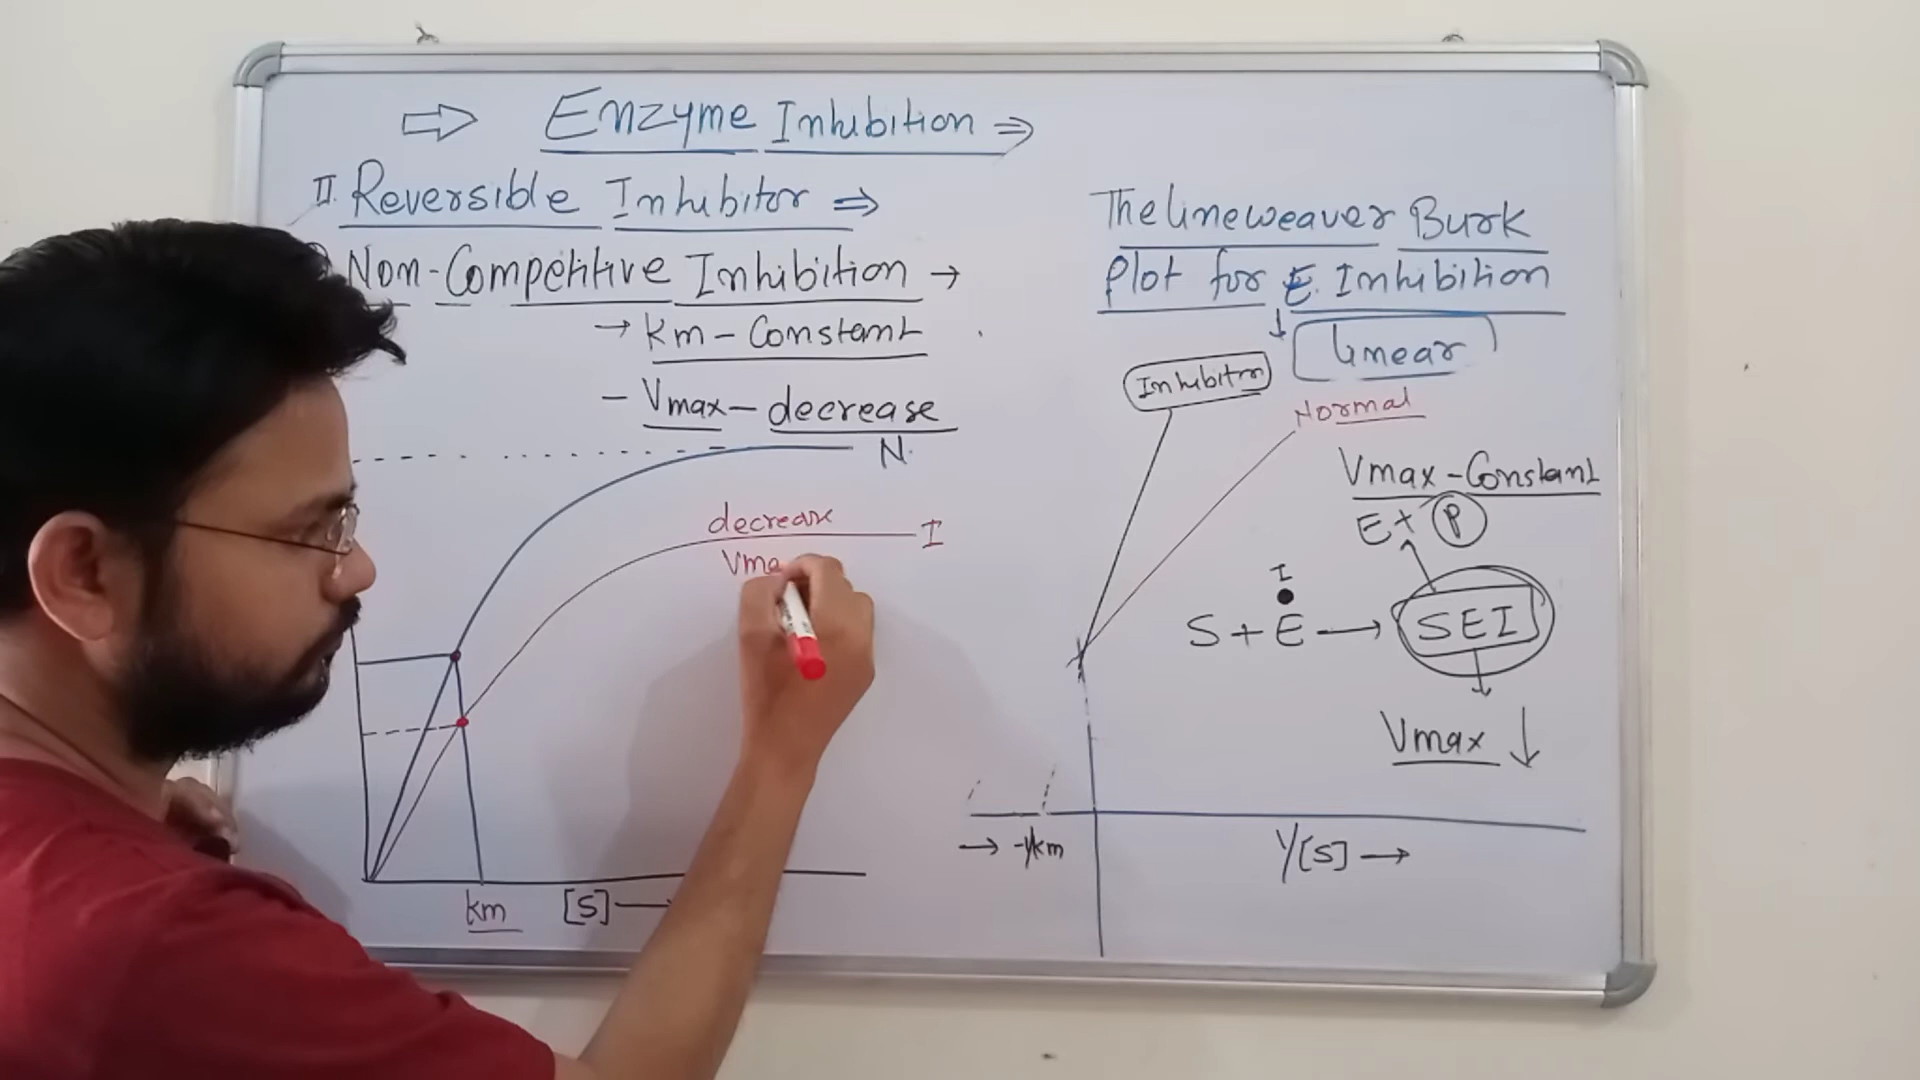 ⇒ Enzyme Inhibition ⇒
II. Reversible Inhibitor ⇒
Non-Competitive Inhibition →
→ km - Constant
- Vmax - decrease
N.
decrease
I
Vma
km [S] →
The lineweaver Burk
Plot for E. Inhibition
↓ linear
Inhibitor
Normal
Vmax - Constant
E + P
I
S + E → SEI
Vmax ↓
→ -1/km
1/[S] →